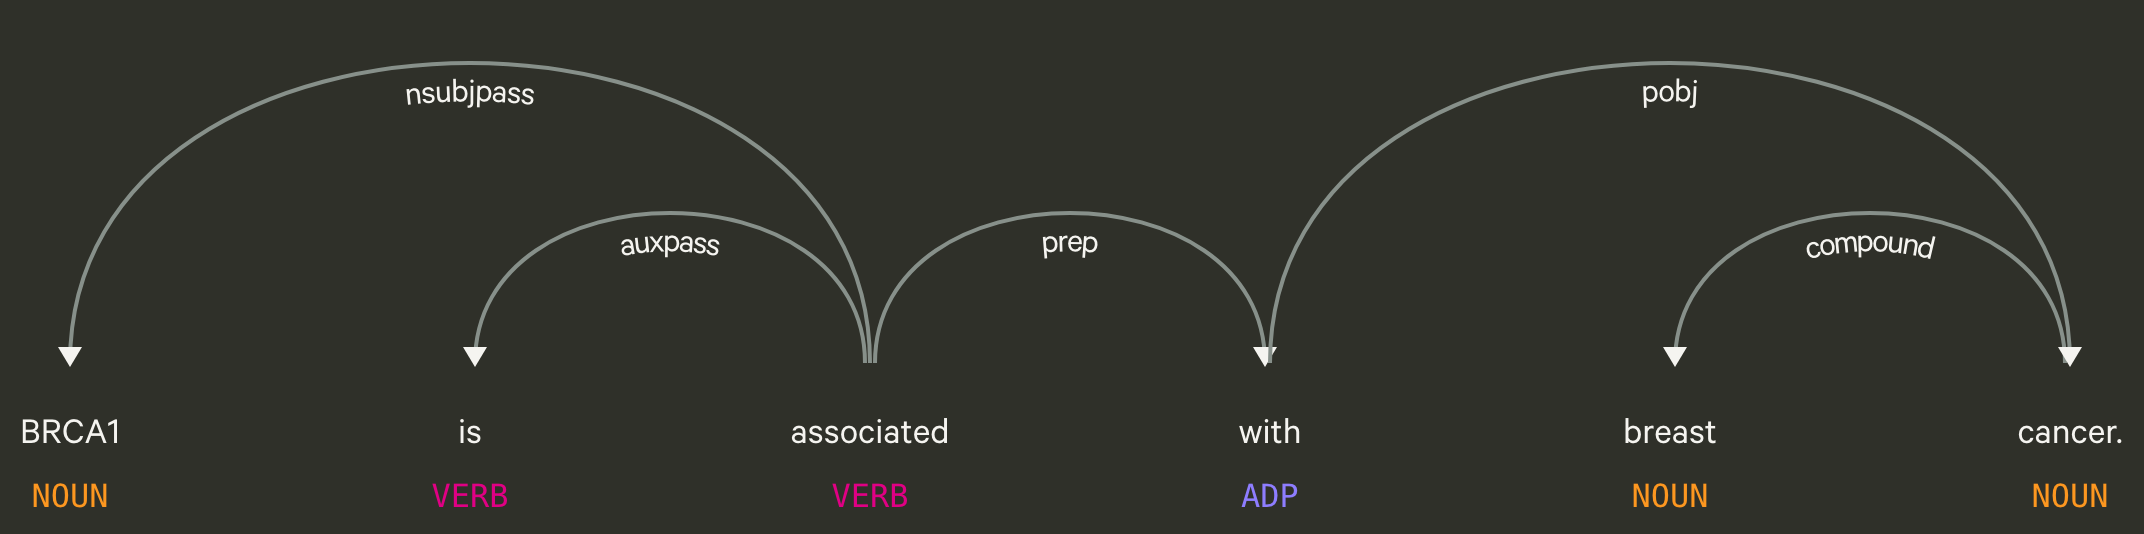 nsubjpass pobj
auxpass prep compound
BRCA1 is associated with breast cancer.
NOUN VERB VERB ADP NOUN NOUN